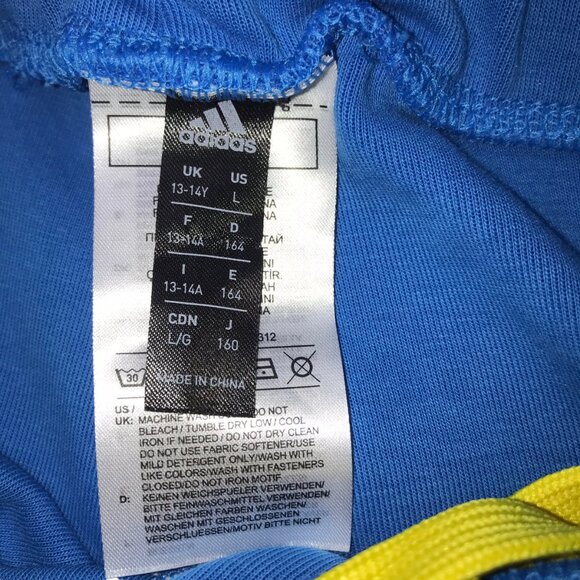 adidas
UK US
13-14Y L
F D
13-14A 164
I E
13-14A 164
CDN J
L/G 160
MADE IN CHINA
312
30
US /
UK: MACHINE WASH DO NOT
BLEACH / TUMBLE DRY LOW / COOL
IRON IF NEEDED / DO NOT DRY CLEAN
DO NOT USE FABRIC SOFTENER/USE
MILD DETERGENT ONLY/WASH WITH
LIKE COLORS/WASH WITH FASTENERS
CLOSED/DO NOT IRON MOTIF
D: KEINEN WEICHSPUELER VERWENDEN/
BITTE FEINWASCHMITTEL VERWENDEN/
MIT GLEICHEN FARBEN WASCHEN/
WASCHEN MIT GESCHLOSSENEN
VERSCHLUSSEN/ MOTIV BITTE NICHT